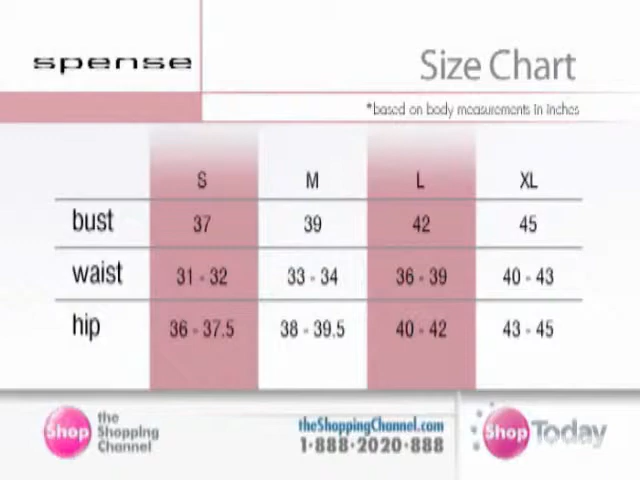 spense
Size Chart
*based on body measurements in inches
S M L XL
bust 37 39 42 45
waist 31 - 32 33 - 34 36 - 39 40 - 43
hip 36 - 37.5 38 - 39.5 40 - 42 43 - 45
Shop the Shopping Channel
theShoppingChannel.com
1·888·2020·888
Shop Today